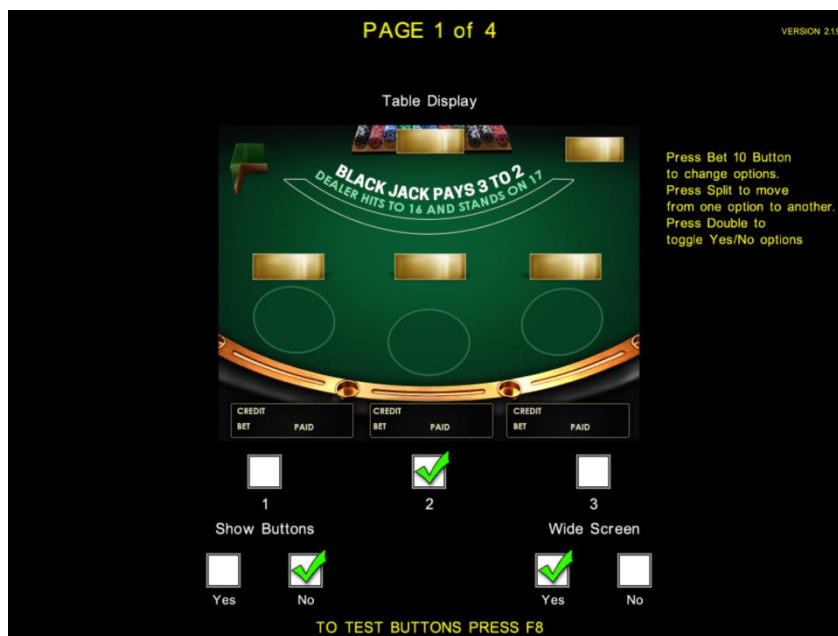 PAGE 1 of 4
VERSION 2.1.9
Table Display
BLACK JACK PAYS 3 TO 2
DEALER HITS TO 16 AND STANDS ON 17
Press Bet 10 Button
to change options.
Press Split to move
from one option to another.
Press Double to
toggle Yes/No options
CREDIT
BET PAID
CREDIT
BET PAID
CREDIT
BET PAID
1 2 3
Show Buttons Wide Screen
Yes No Yes No
TO TEST BUTTONS PRESS F8